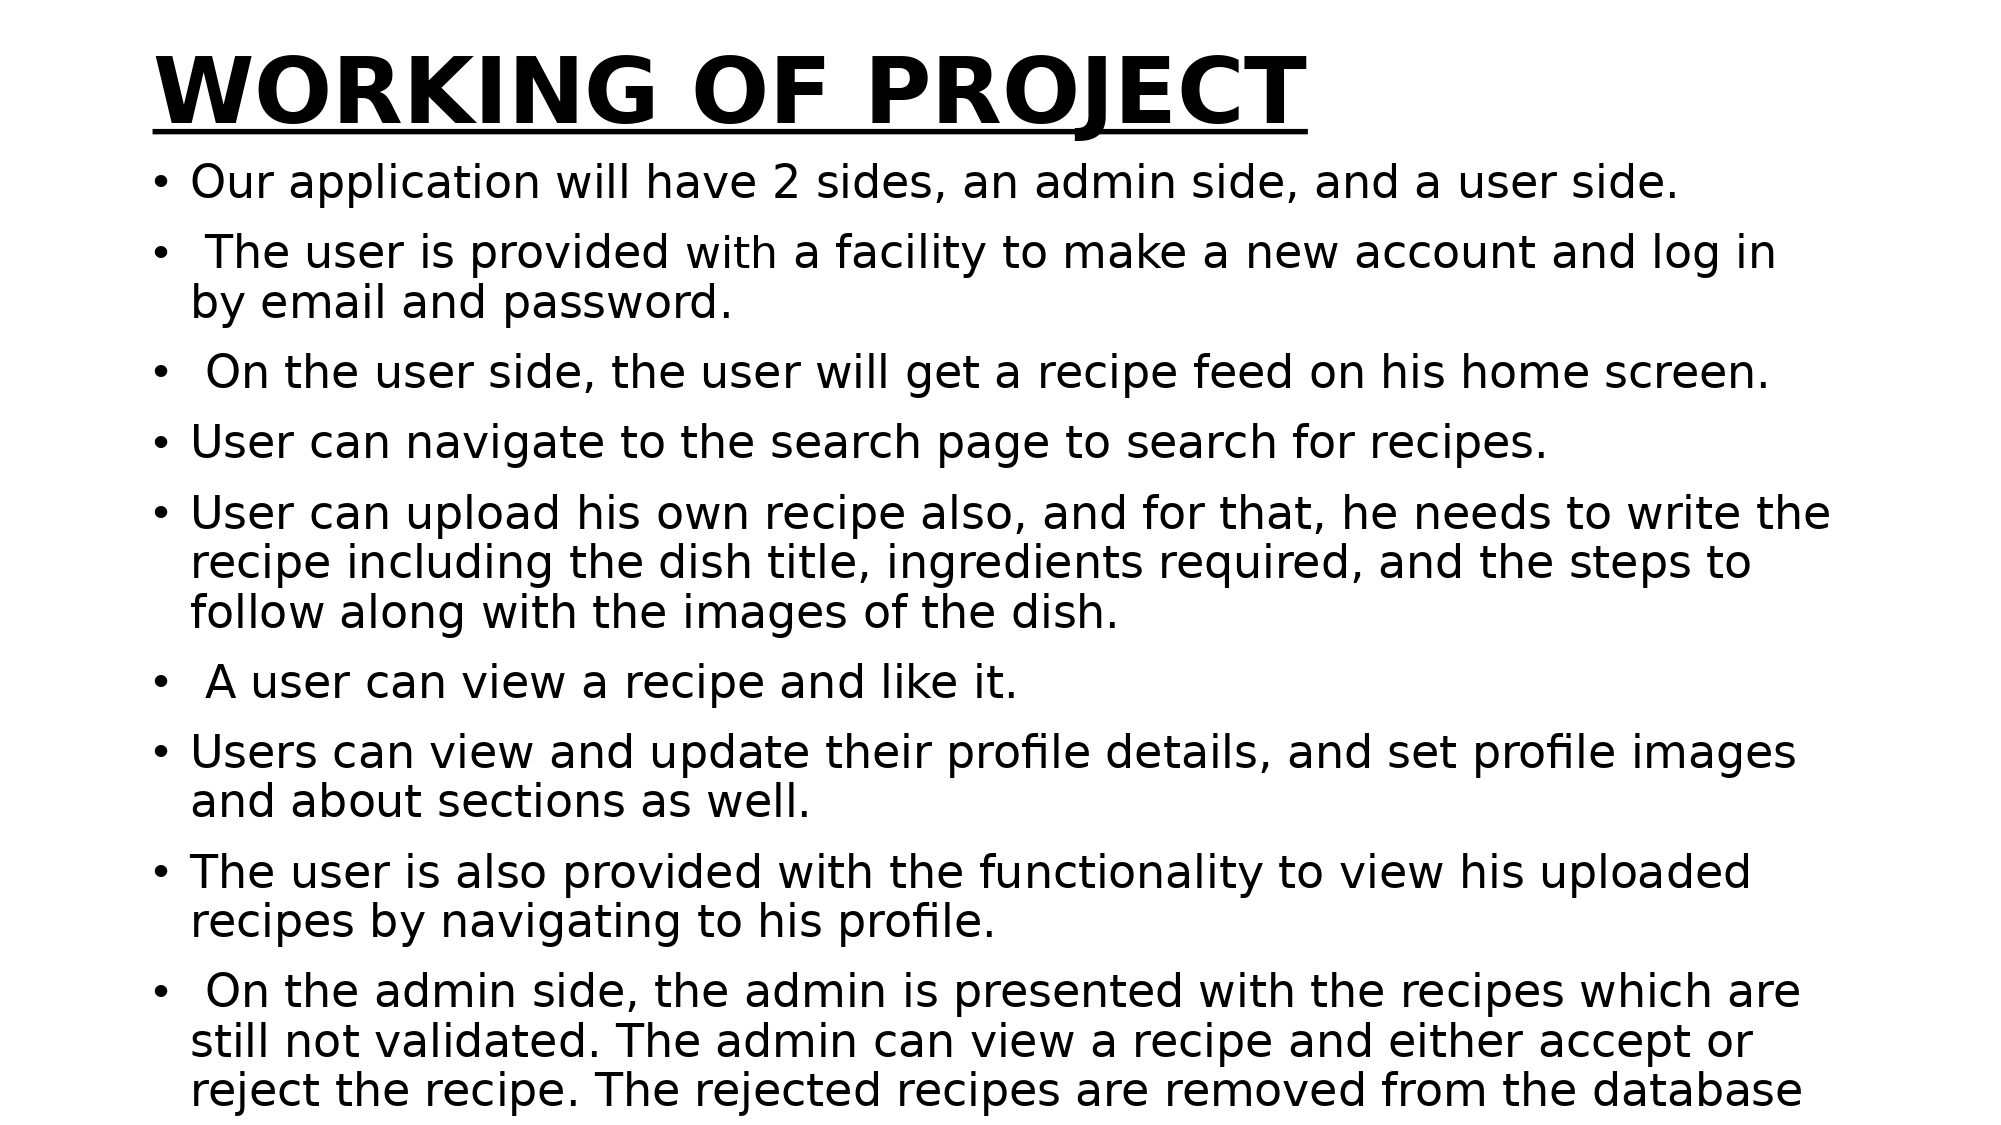 WORKING OF PROJECT
• Our application will have 2 sides, an admin side, and a user side.
• The user is provided with a facility to make a new account and log in
by email and password.
• On the user side, the user will get a recipe feed on his home screen.
• User can navigate to the search page to search for recipes.
• User can upload his own recipe also, and for that, he needs to write the
recipe including the dish title, ingredients required, and the steps to
follow along with the images of the dish.
• A user can view a recipe and like it.
• Users can view and update their profile details, and set profile images
and about sections as well.
• The user is also provided with the functionality to view his uploaded
recipes by navigating to his profile.
• On the admin side, the admin is presented with the recipes which are
still not validated. The admin can view a recipe and either accept or
reject the recipe. The rejected recipes are removed from the database